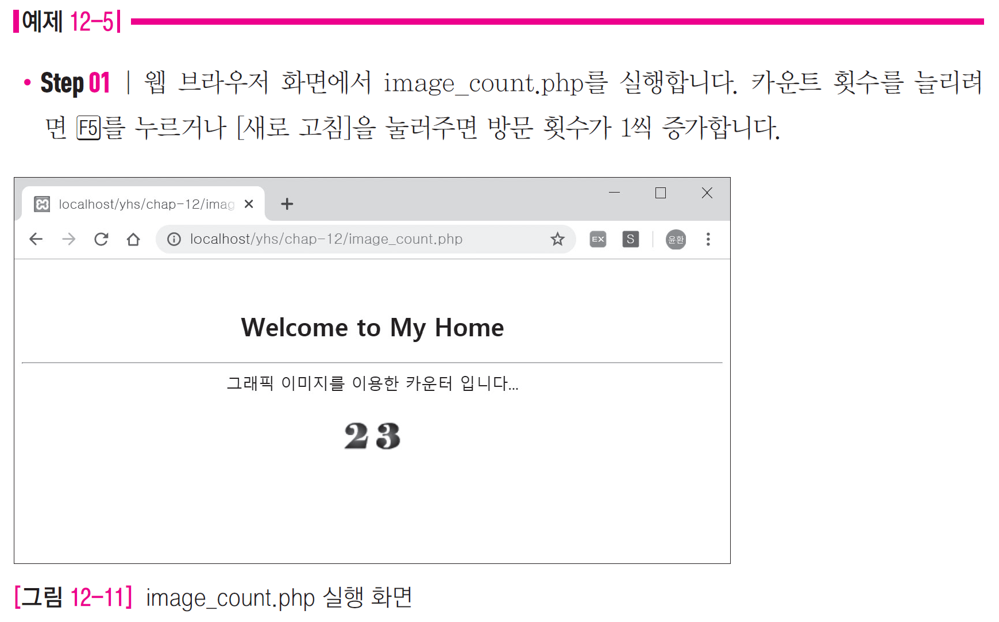 예제 12-5
• Step 01 | 웹 브라우저 화면에서 image_count.php를 실행합니다. 카운트 횟수를 늘리려
면 F5를 누르거나 [새로 고침]을 눌러주면 방문 횟수가 1씩 증가합니다.
localhost/yhs/chap-12/imag
localhost/yhs/chap-12/image_count.php
EX
S
윤환
Welcome to My Home
그래픽 이미지를 이용한 카운터 입니다...
2 3
[그림 12-11] image_count.php 실행 화면